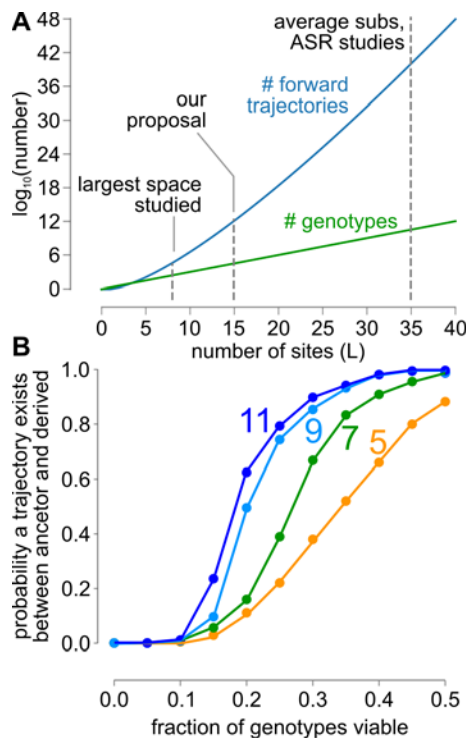 A
48
42
36
30
24
18
12
6
0
log10(number)
average subs,
ASR studies
# forward
trajectories
our
proposal
largest space
studied
# genotypes
0 5 10 15 20 25 30 35 40
number of sites (L)
B
1.0
0.8
0.6
0.4
0.2
0.0
probability a trajectory exists
between ancetor and derived
11
9
7
5
0.0 0.1 0.2 0.3 0.4 0.5
fraction of genotypes viable